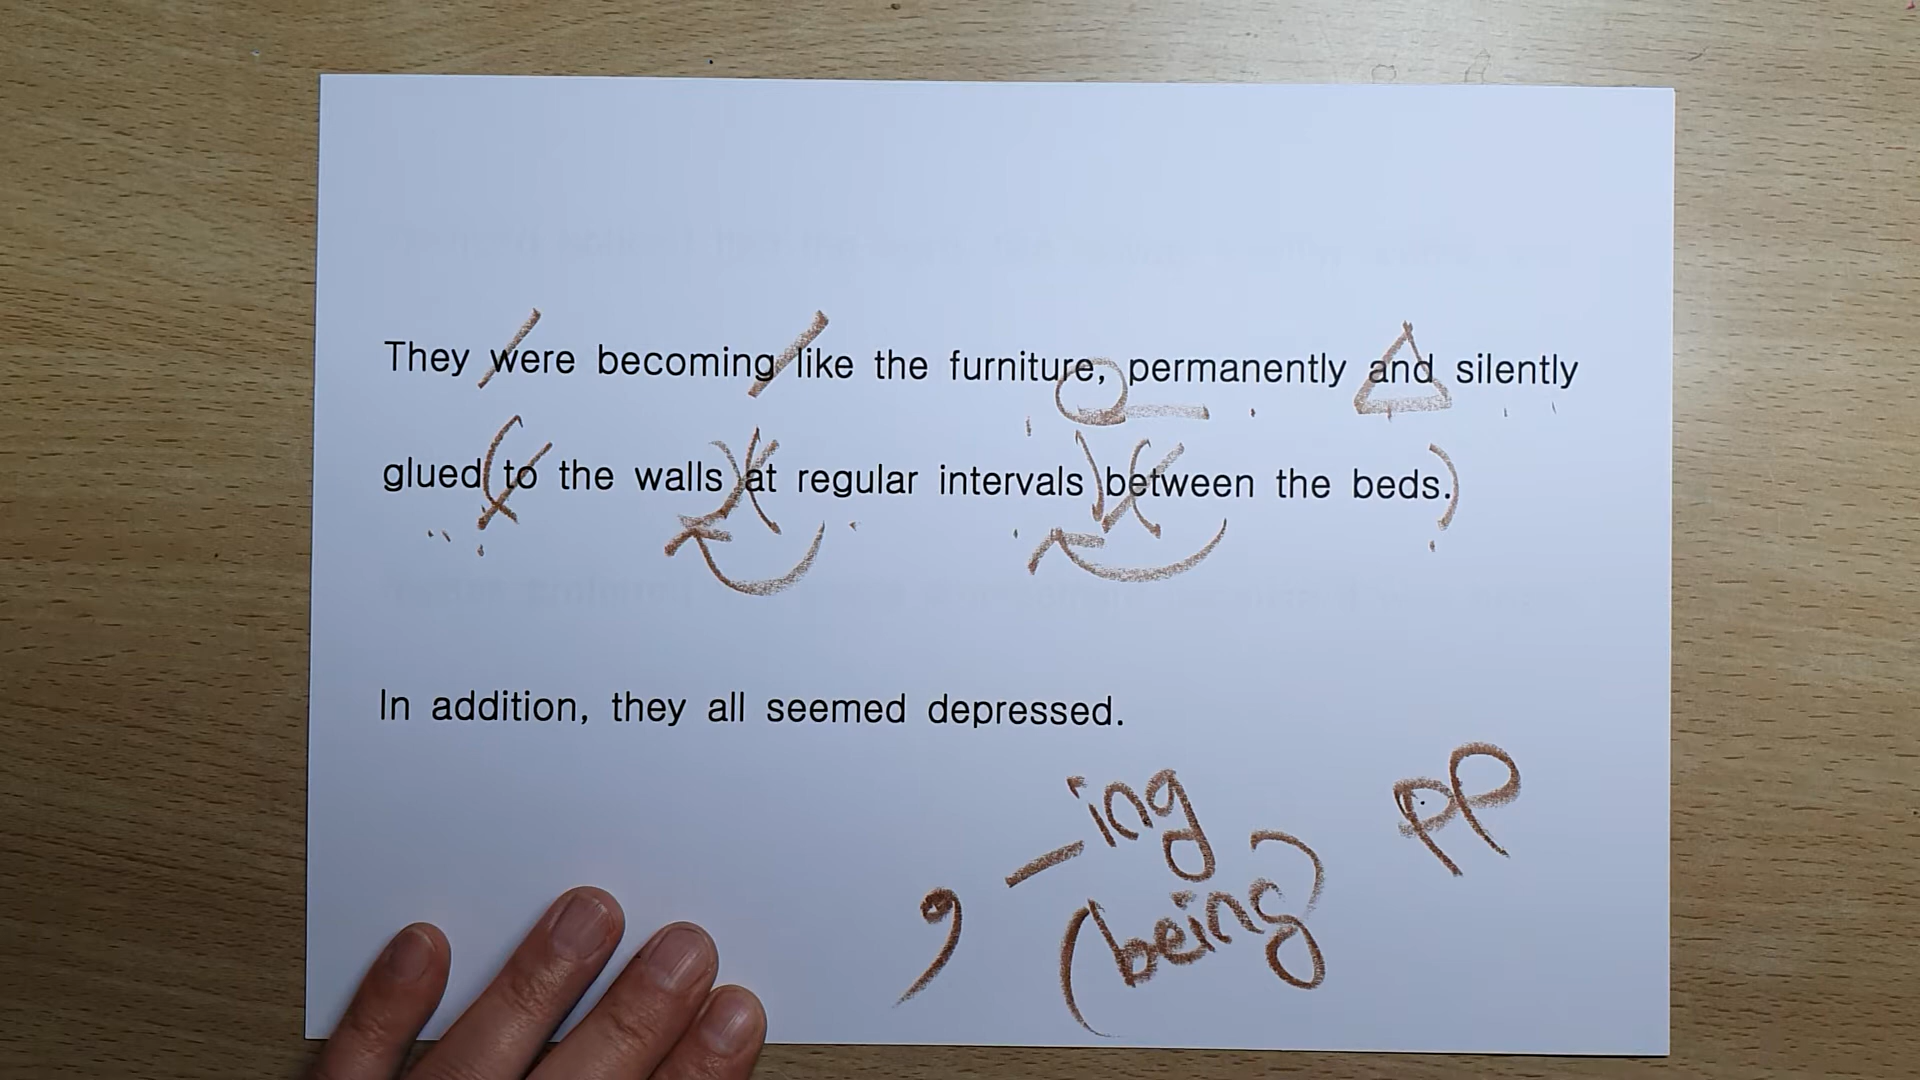 They were becoming like the furniture, permanently and silently
glued to the walls at regular intervals between the beds.
In addition, they all seemed depressed.
, -ing pp
(being)